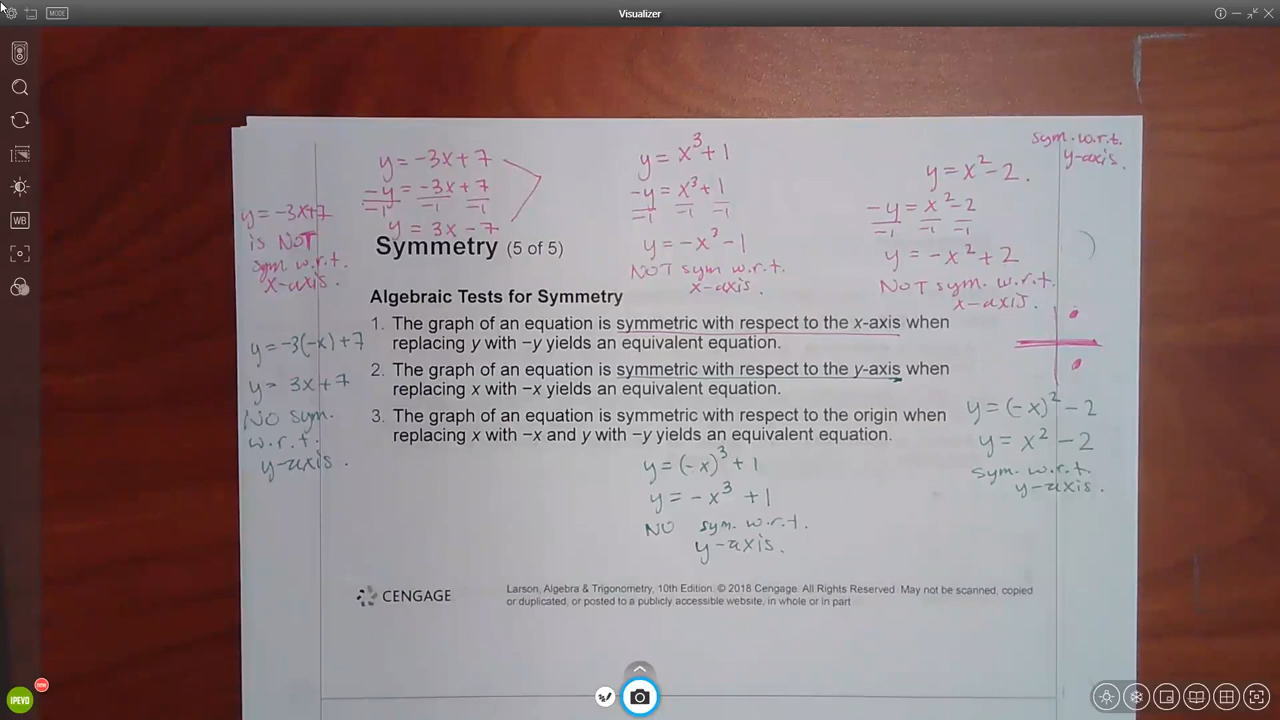 MODE
Visualizer
sym. w.r.t.
y-axis.
y = -3x + 7
-y = -3x + 7
-1 -1 -1
y = 3x - 7
y = x³ + 1
-y = x³ + 1
-1 -1 -1
y = -x³ - 1
NOT sym w.r.t.
x-axis.
y = x² - 2.
-y = x² - 2
-1 -1 -1
y = -x² + 2
NOT sym. w.r.t.
x-axis.
y = -3x+7
is NOT
sym w.r.t.
x-axis.
Symmetry (5 of 5)
Algebraic Tests for Symmetry
1. The graph of an equation is symmetric with respect to the x-axis when
replacing y with −y yields an equivalent equation.
2. The graph of an equation is symmetric with respect to the y-axis when
replacing x with −x yields an equivalent equation.
3. The graph of an equation is symmetric with respect to the origin when
replacing x with −x and y with −y yields an equivalent equation.
y = -3(-x) + 7
y = 3x + 7
NO sym.
w.r.t.
y-axis.
y = (-x)³ + 1
y = -x³ + 1
NO sym. w.r.t.
y-axis.
y = (-x)² - 2
y = x² - 2
sym. w.r.t.
y-axis.
CENGAGE
Larson, Algebra & Trigonometry, 10th Edition. © 2018 Cengage. All Rights Reserved. May not be scanned, copied
or duplicated, or posted to a publicly accessible website, in whole or in part
WB
IPEVO
new